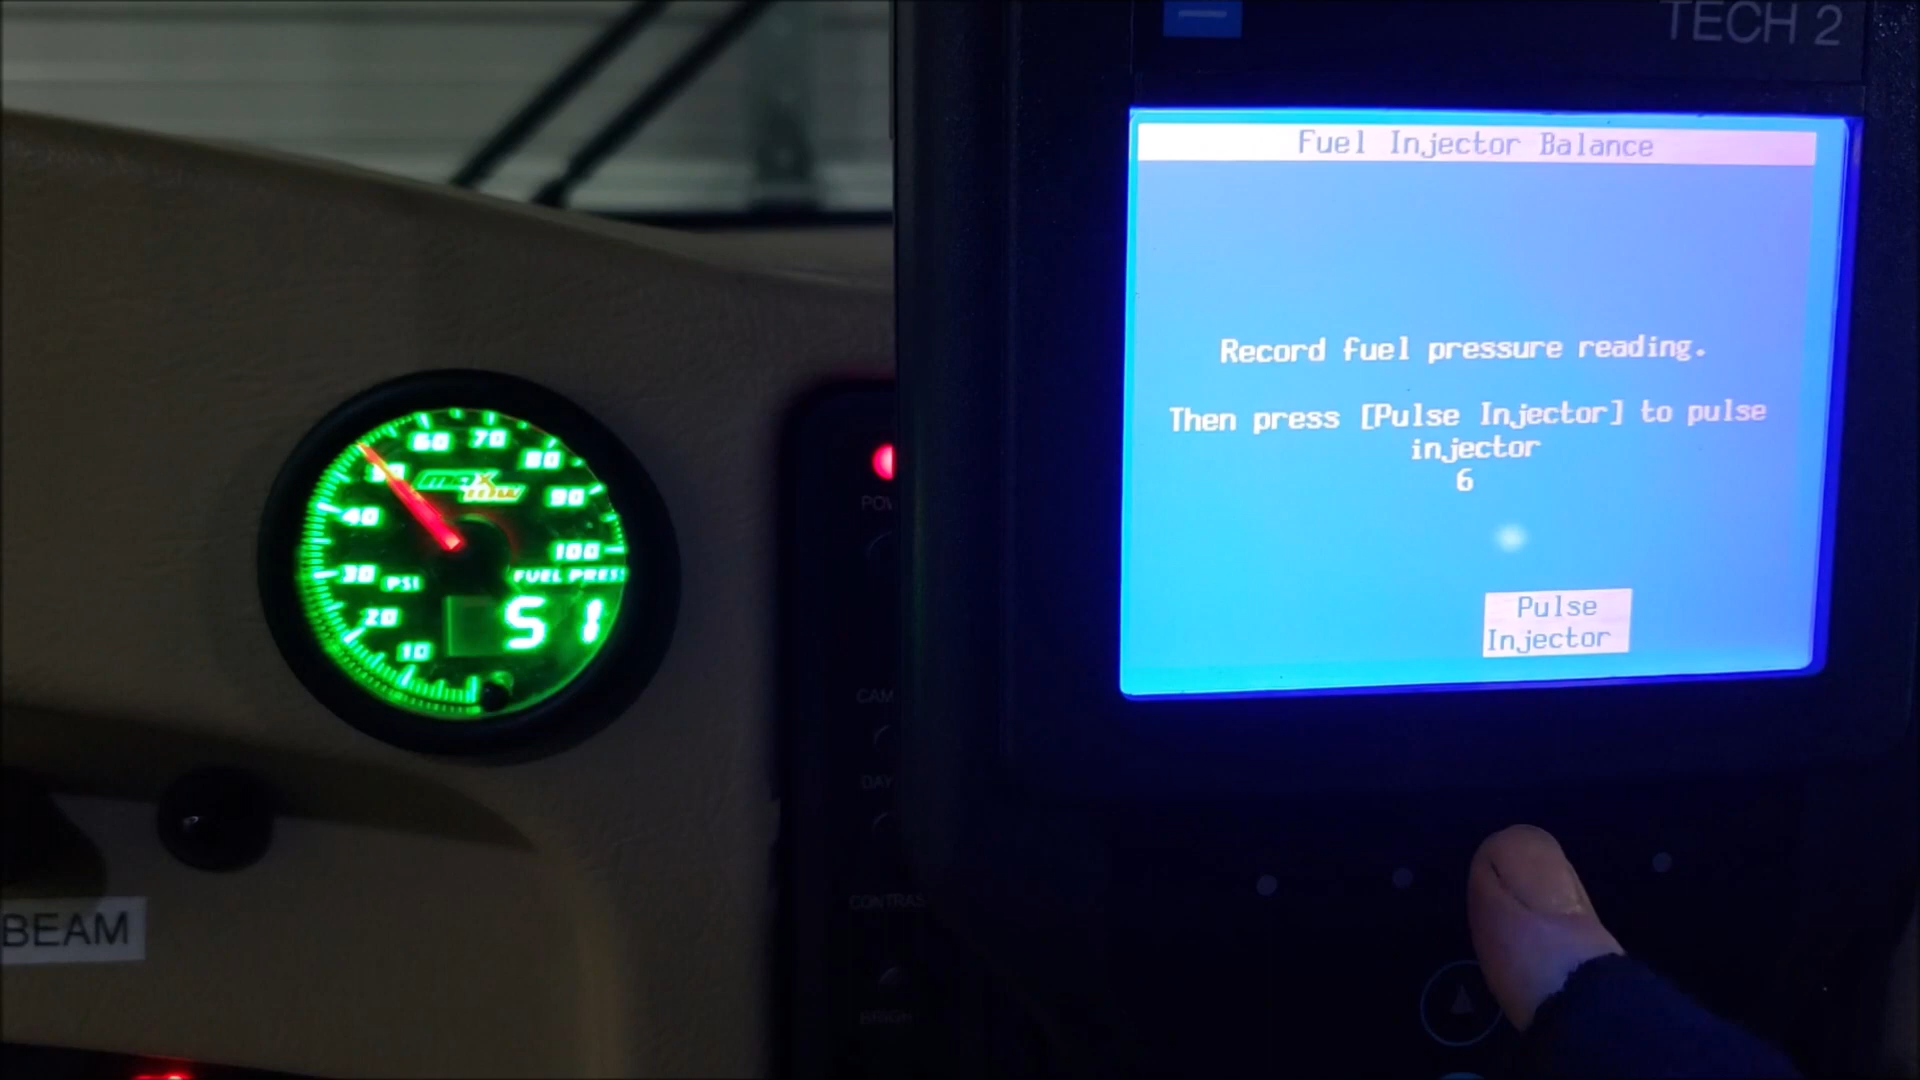 TECH 2
Fuel Injector Balance
Record fuel pressure reading.
Then press [Pulse Injector] to pulse
injector
6
Pulse
Injector
60 70
50 80
90
40
100
30 PSI FUEL PRESS
20 51
10
POW
CAM
DAY
CONTRAS
BRIGHT
BEAM